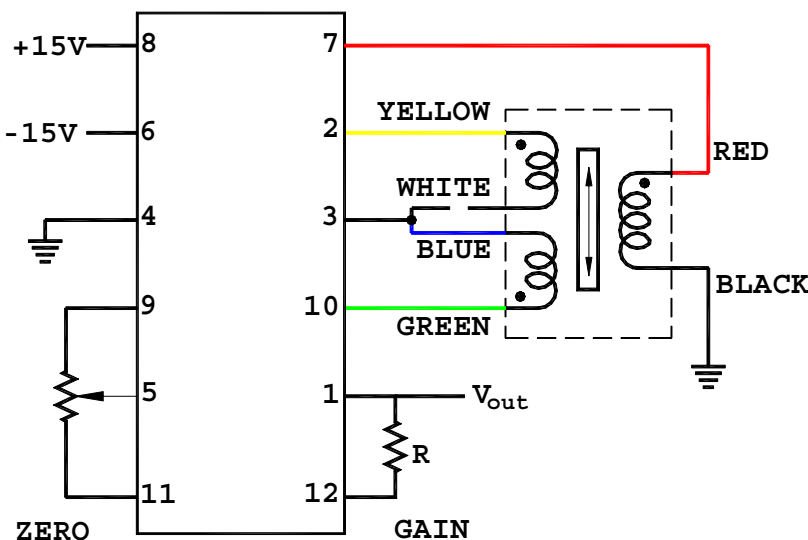 +15V
8
7
YELLOW
-15V
6
2
RED
WHITE
4
3
BLUE
BLACK
9
10
GREEN
5
1
Vout
R
11
12
ZERO
GAIN